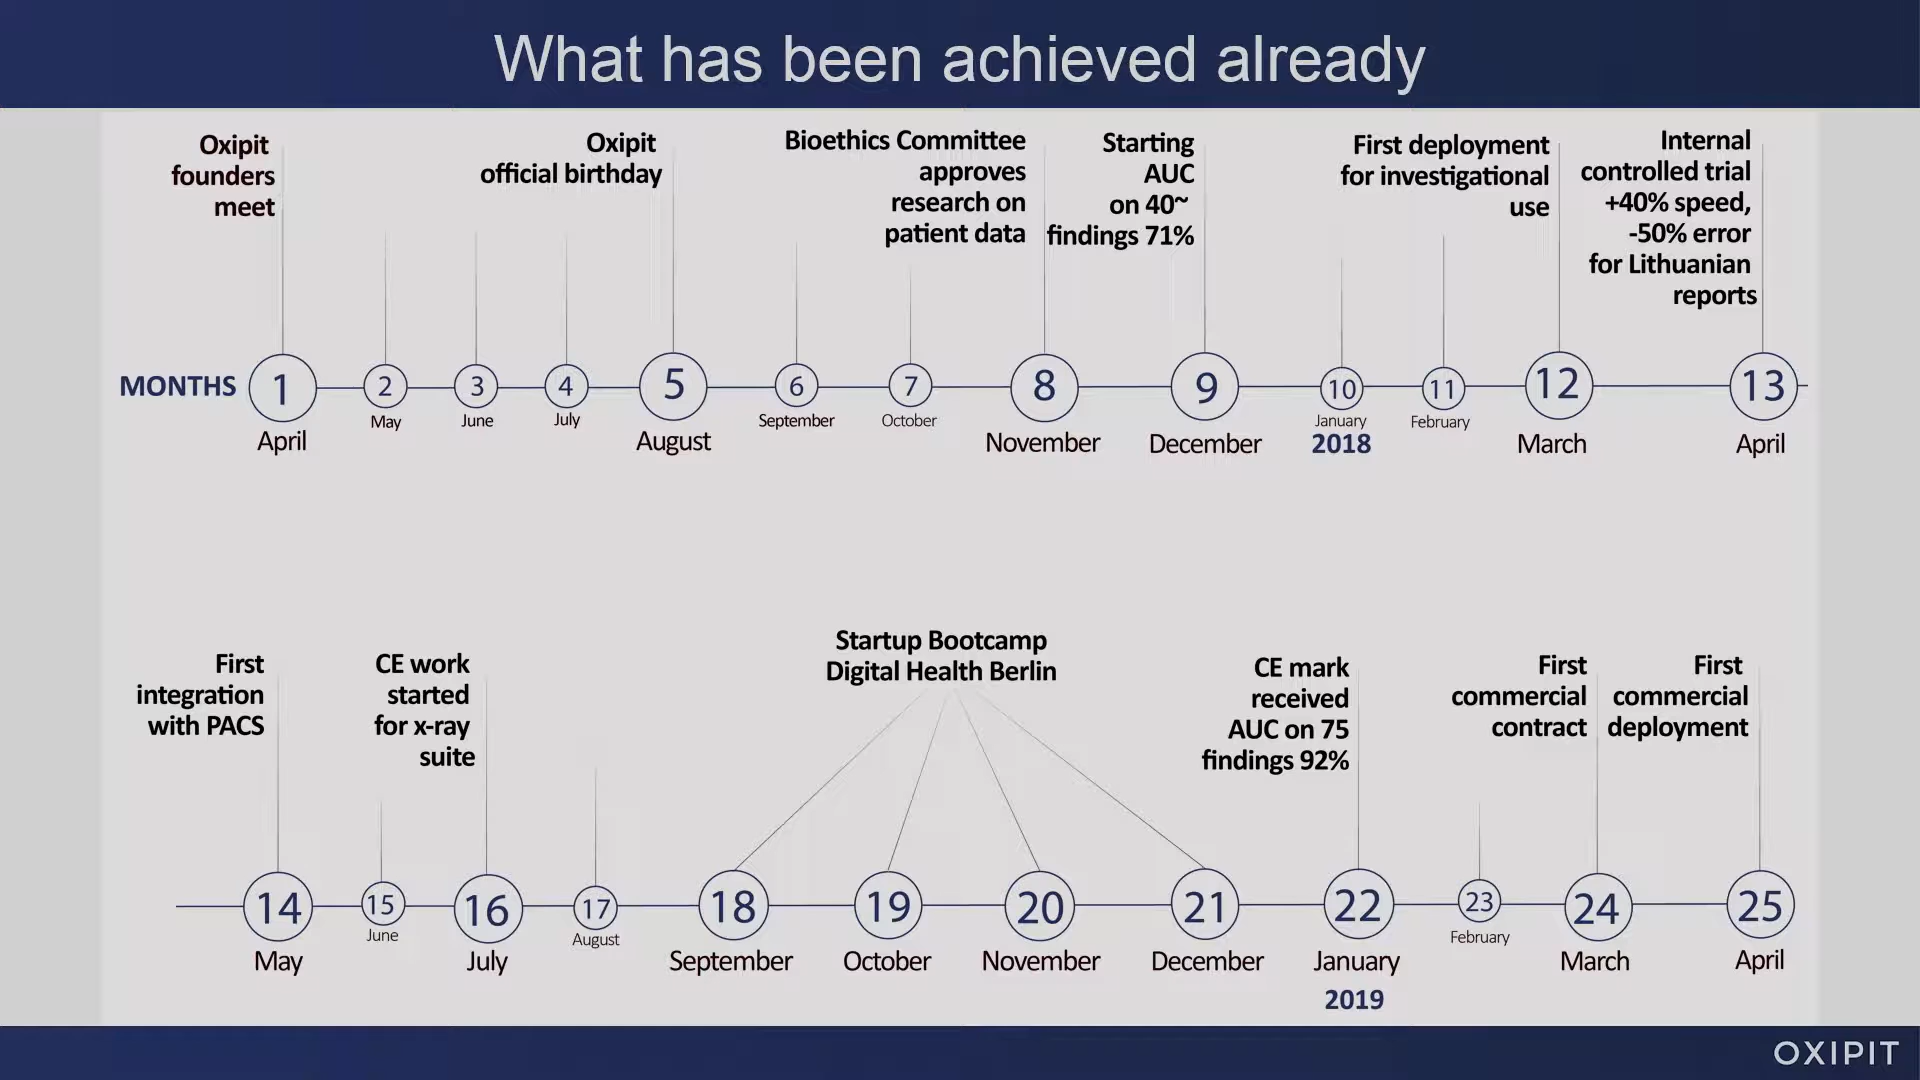 What has been achieved already
Oxipit
founders
meet
Oxipit
official birthday
Bioethics Committee
approves
research on
patient data
Starting
AUC
on 40~
findings 71%
First deployment
for investigational
use
Internal
controlled trial
+40% speed,
-50% error
for Lithuanian
reports
MONTHS
1
2
3
4
5
6
7
8
9
10
11
12
13
April
May
June
July
August
September
October
November
December
January
2018
February
March
April
First
integration
with PACS
CE work
started
for x-ray
suite
Startup Bootcamp
Digital Health Berlin
CE mark
received
AUC on 75
findings 92%
First
commercial
contract
First
commercial
deployment
14
15
16
17
18
19
20
21
22
23
24
25
May
June
July
August
September
October
November
December
January
2019
February
March
April
OXIPIT